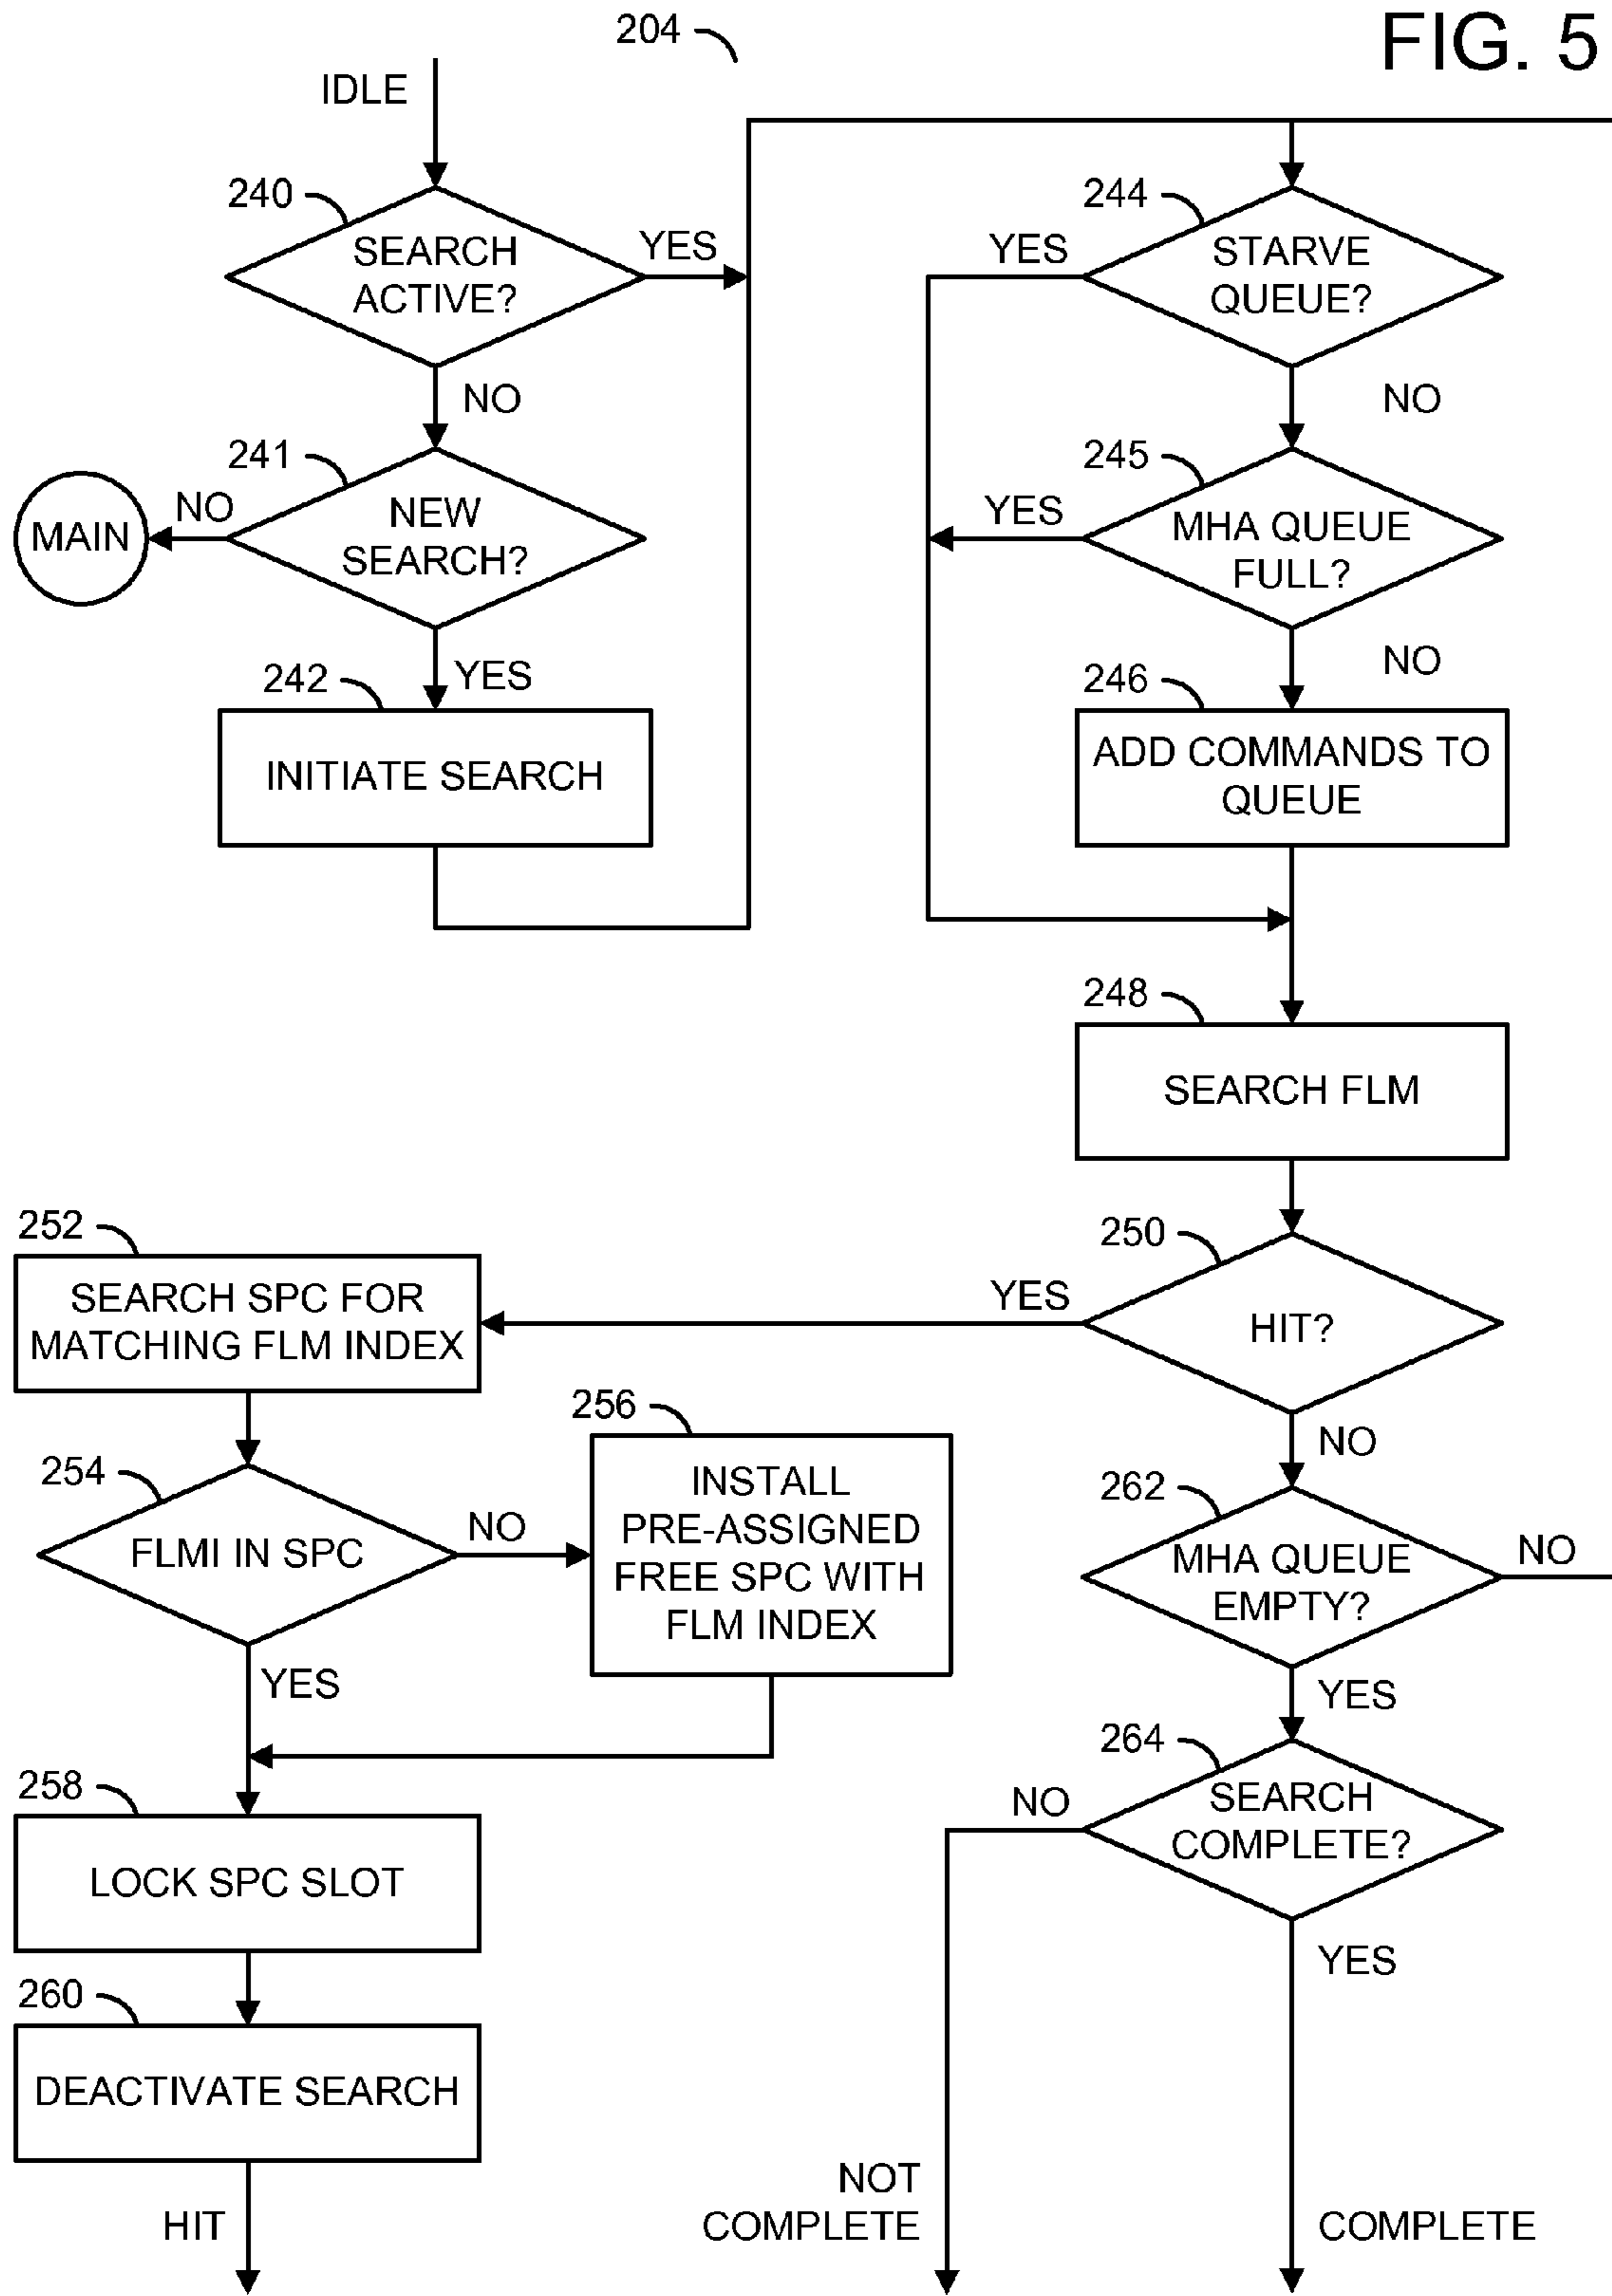 204
FIG. 5
IDLE
240
SEARCH
ACTIVE?
YES
NO
241
NEW
SEARCH?
NO
MAIN
YES
242
INITIATE SEARCH
244
STARVE
QUEUE?
YES
NO
245
MHA QUEUE
FULL?
YES
NO
246
ADD COMMANDS TO
QUEUE
248
SEARCH FLM
250
HIT?
YES
NO
252
SEARCH SPC FOR
MATCHING FLM INDEX
254
FLMI IN SPC
NO
YES
256
INSTALL
PRE-ASSIGNED
FREE SPC WITH
FLM INDEX
258
LOCK SPC SLOT
260
DEACTIVATE SEARCH
HIT
262
MHA QUEUE
EMPTY?
NO
YES
264
SEARCH
COMPLETE?
NO
YES
NOT
COMPLETE
COMPLETE